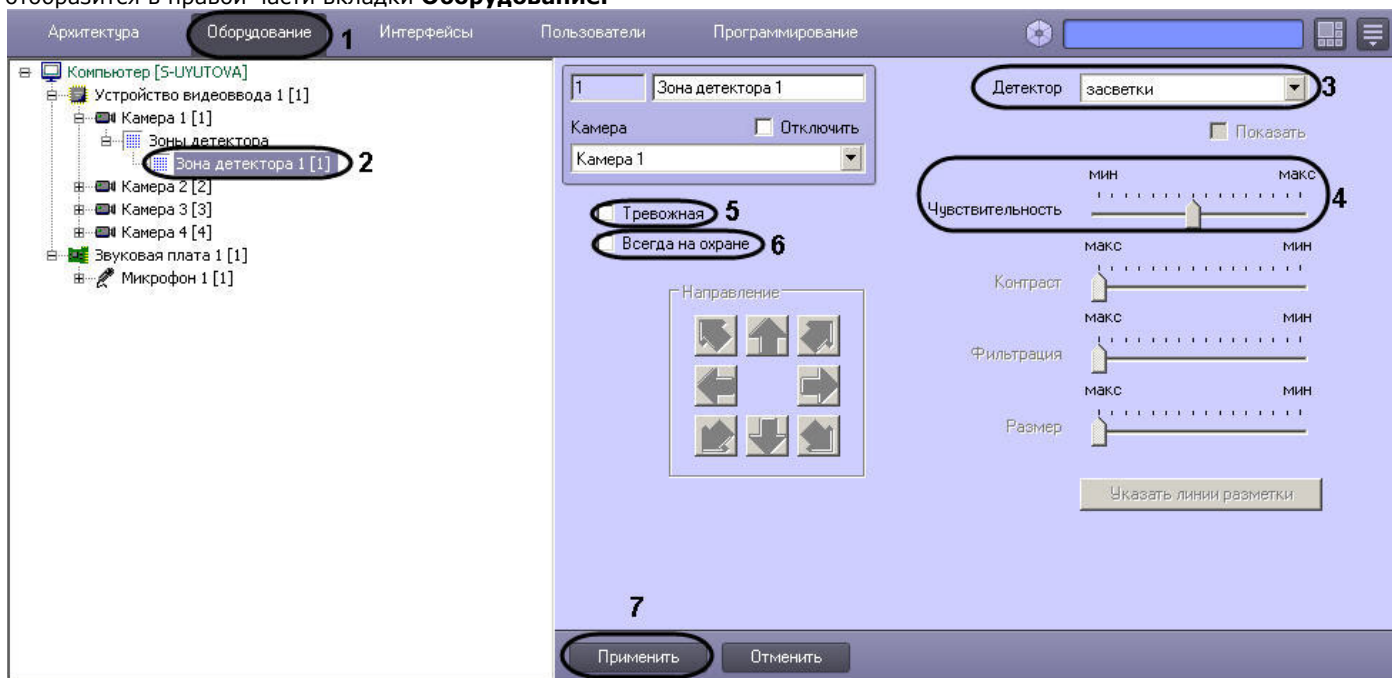 отобразится в правой части вкладки Оборудование.
Архитектура Оборудование 1 Интерфейсы Пользователи Программирование
Компьютер [S-UYUTOVA]
Устройство видеоввода 1 [1]
Камера 1 [1]
Зоны детектора
Зона детектора 1 [1] 2
Камера 2 [2]
Камера 3 [3]
Камера 4 [4]
Звуковая плата 1 [1]
Микрофон 1 [1]
1 Зона детектора 1
Камера Отключить
Камера 1
Тревожная 5
Всегда на охране 6
Направление
Детектор засветки 3
Показать
мин макс
Чувствительность 4
макс мин
Контраст
макс мин
Фильтрация
макс мин
Размер
Указать линии разметки
7
Применить Отменить